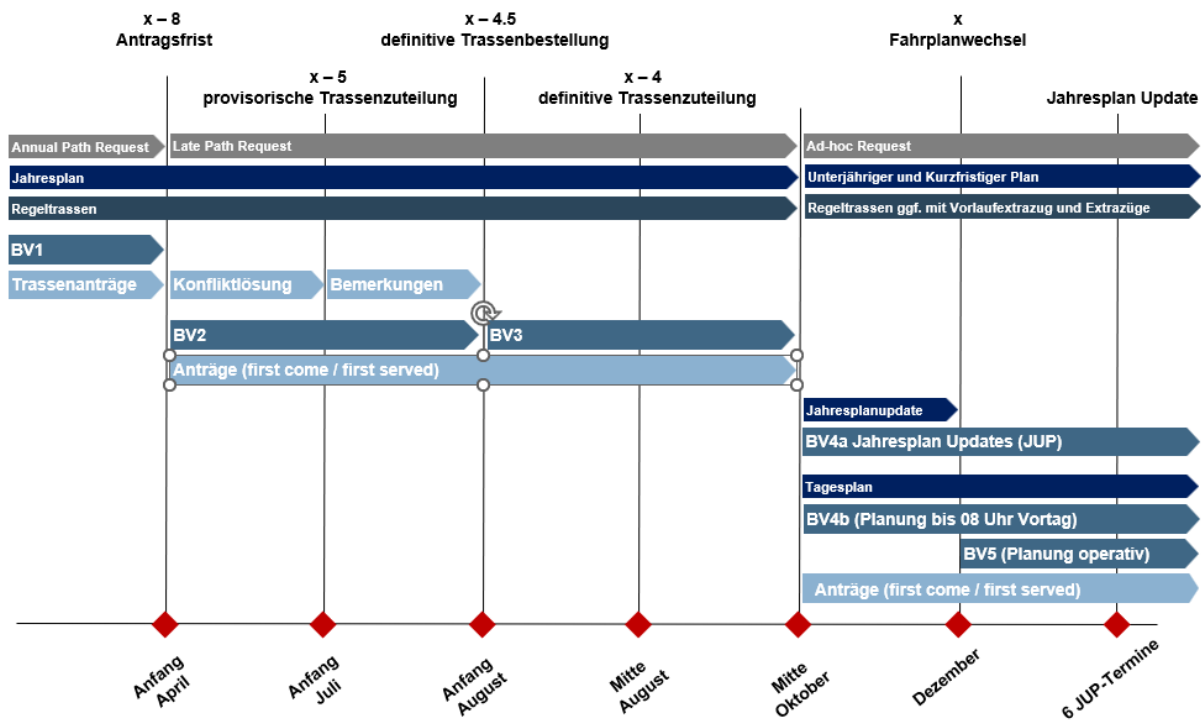 x – 8
Antragsfrist
x – 4.5
definitive Trassenbestellung
x
Fahrplanwechsel
x – 5
provisorische Trassenzuteilung
x – 4
definitive Trassenzuteilung
Jahresplan Update
Annual Path Request
Late Path Request
Ad-hoc Request
Jahresplan
Unterjähriger und Kurzfristiger Plan
Regeltrassen
Regeltrassen ggf. mit Vorlaufextrazug und Extrazüge
BV1
Trassenanträge
Konfliktlösung
Bemerkungen
BV2
BV3
Anträge (first come / first served)
Jahresplanupdate
BV4a Jahresplan Updates (JUP)
Tagesplan
BV4b (Planung bis 08 Uhr Vortag)
BV5 (Planung operativ)
Anträge (first come / first served)
Anfang
April
Anfang
Juli
Anfang
August
Mitte
August
Mitte
Oktober
Dezember
6 JUP-Termine